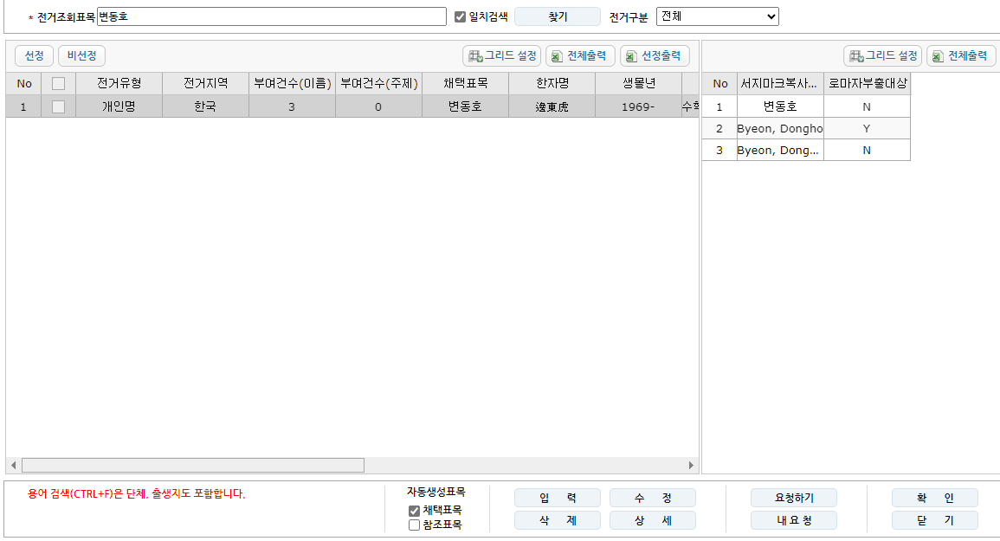 * 전거조회표목 변동호 일치검색 찾기 전거구분 전체
선정 비선정 그리드 설정 전체출력 선정출력
No 전거유형 전거지역 부여건수(이름) 부여건수(주제) 채택표목 한자명 생몰년
1 개인명 한국 3 0 변동호 邊東虎 1969- 수학
그리드 설정 전체출력
No 서지마크복사... 로마자부출대상
1 변동호 N
2 Byeon, Dongho Y
3 Byeon, Dong... N
용어 검색(CTRL+F)은 단체, 출생지도 포함합니다.
자동생성표목
채택표목
참조표목
입 력 수 정
삭 제 상 세
요청하기
내 요 청
확 인
닫 기